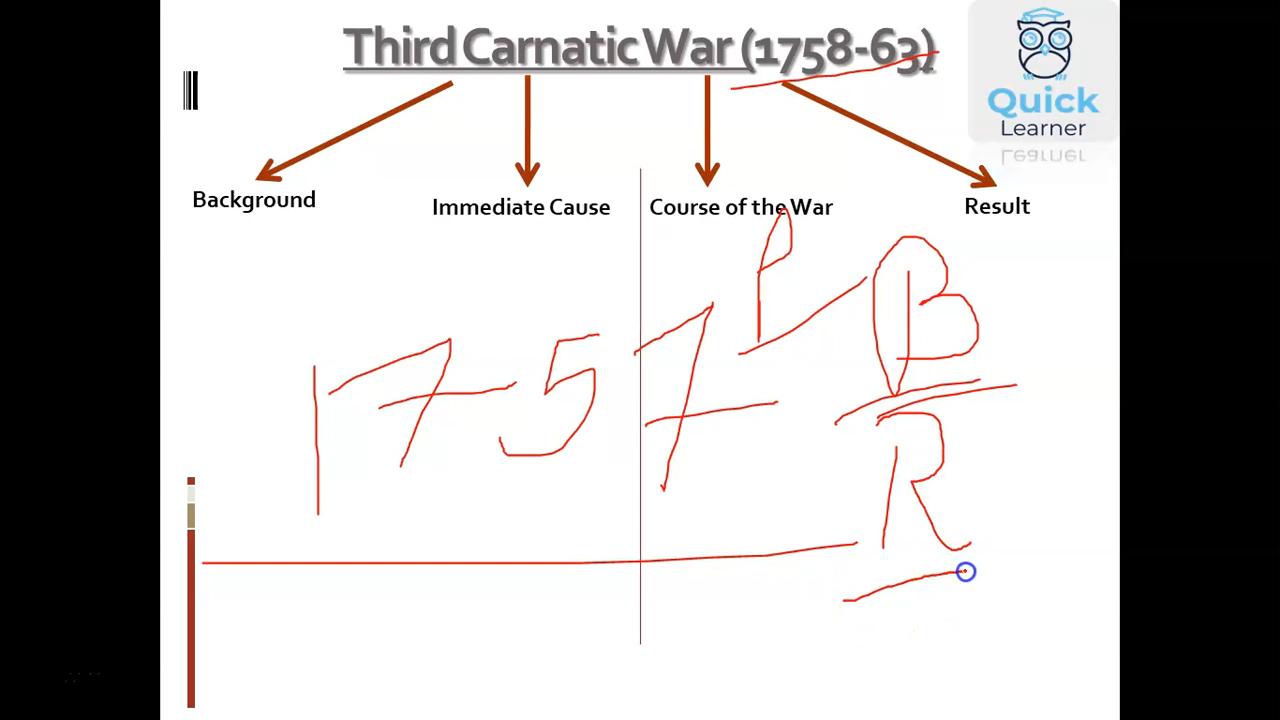 Third Carnatic War (1758-63)
Quick
Learner
Background
Immediate Cause
Course of the War
Result
P
B
1757
R